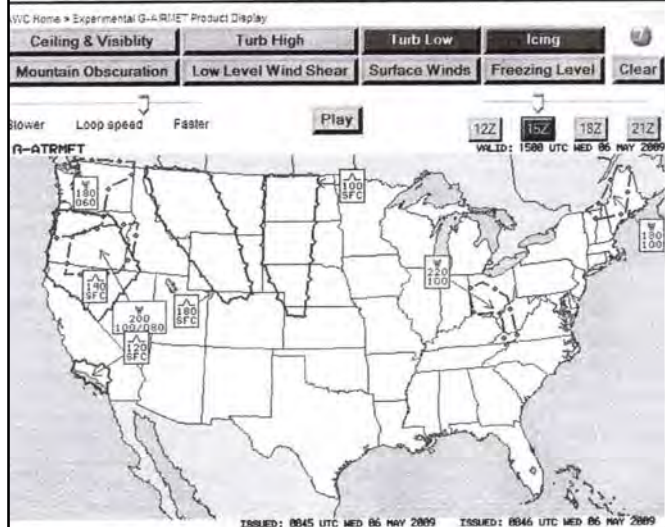 AWC Home > Experimental G-AIRMET Product Display
Ceiling & Visiblity Turb High Turb Low Icing
Mountain Obscuration Low Level Wind Shear Surface Winds Freezing Level Clear
Slower Loop speed Faster Play 12Z 15Z 18Z 21Z
G-AIRMET VALID: 1500 UTC WED 06 MAY 2009
180
060
100
SFC
180
100
220
100
140
SFC
180
SFC
200
100/080
120
SFC
ISSUED: 0845 UTC WED 06 MAY 2009 ISSUED: 0846 UTC WED 06 MAY 2009